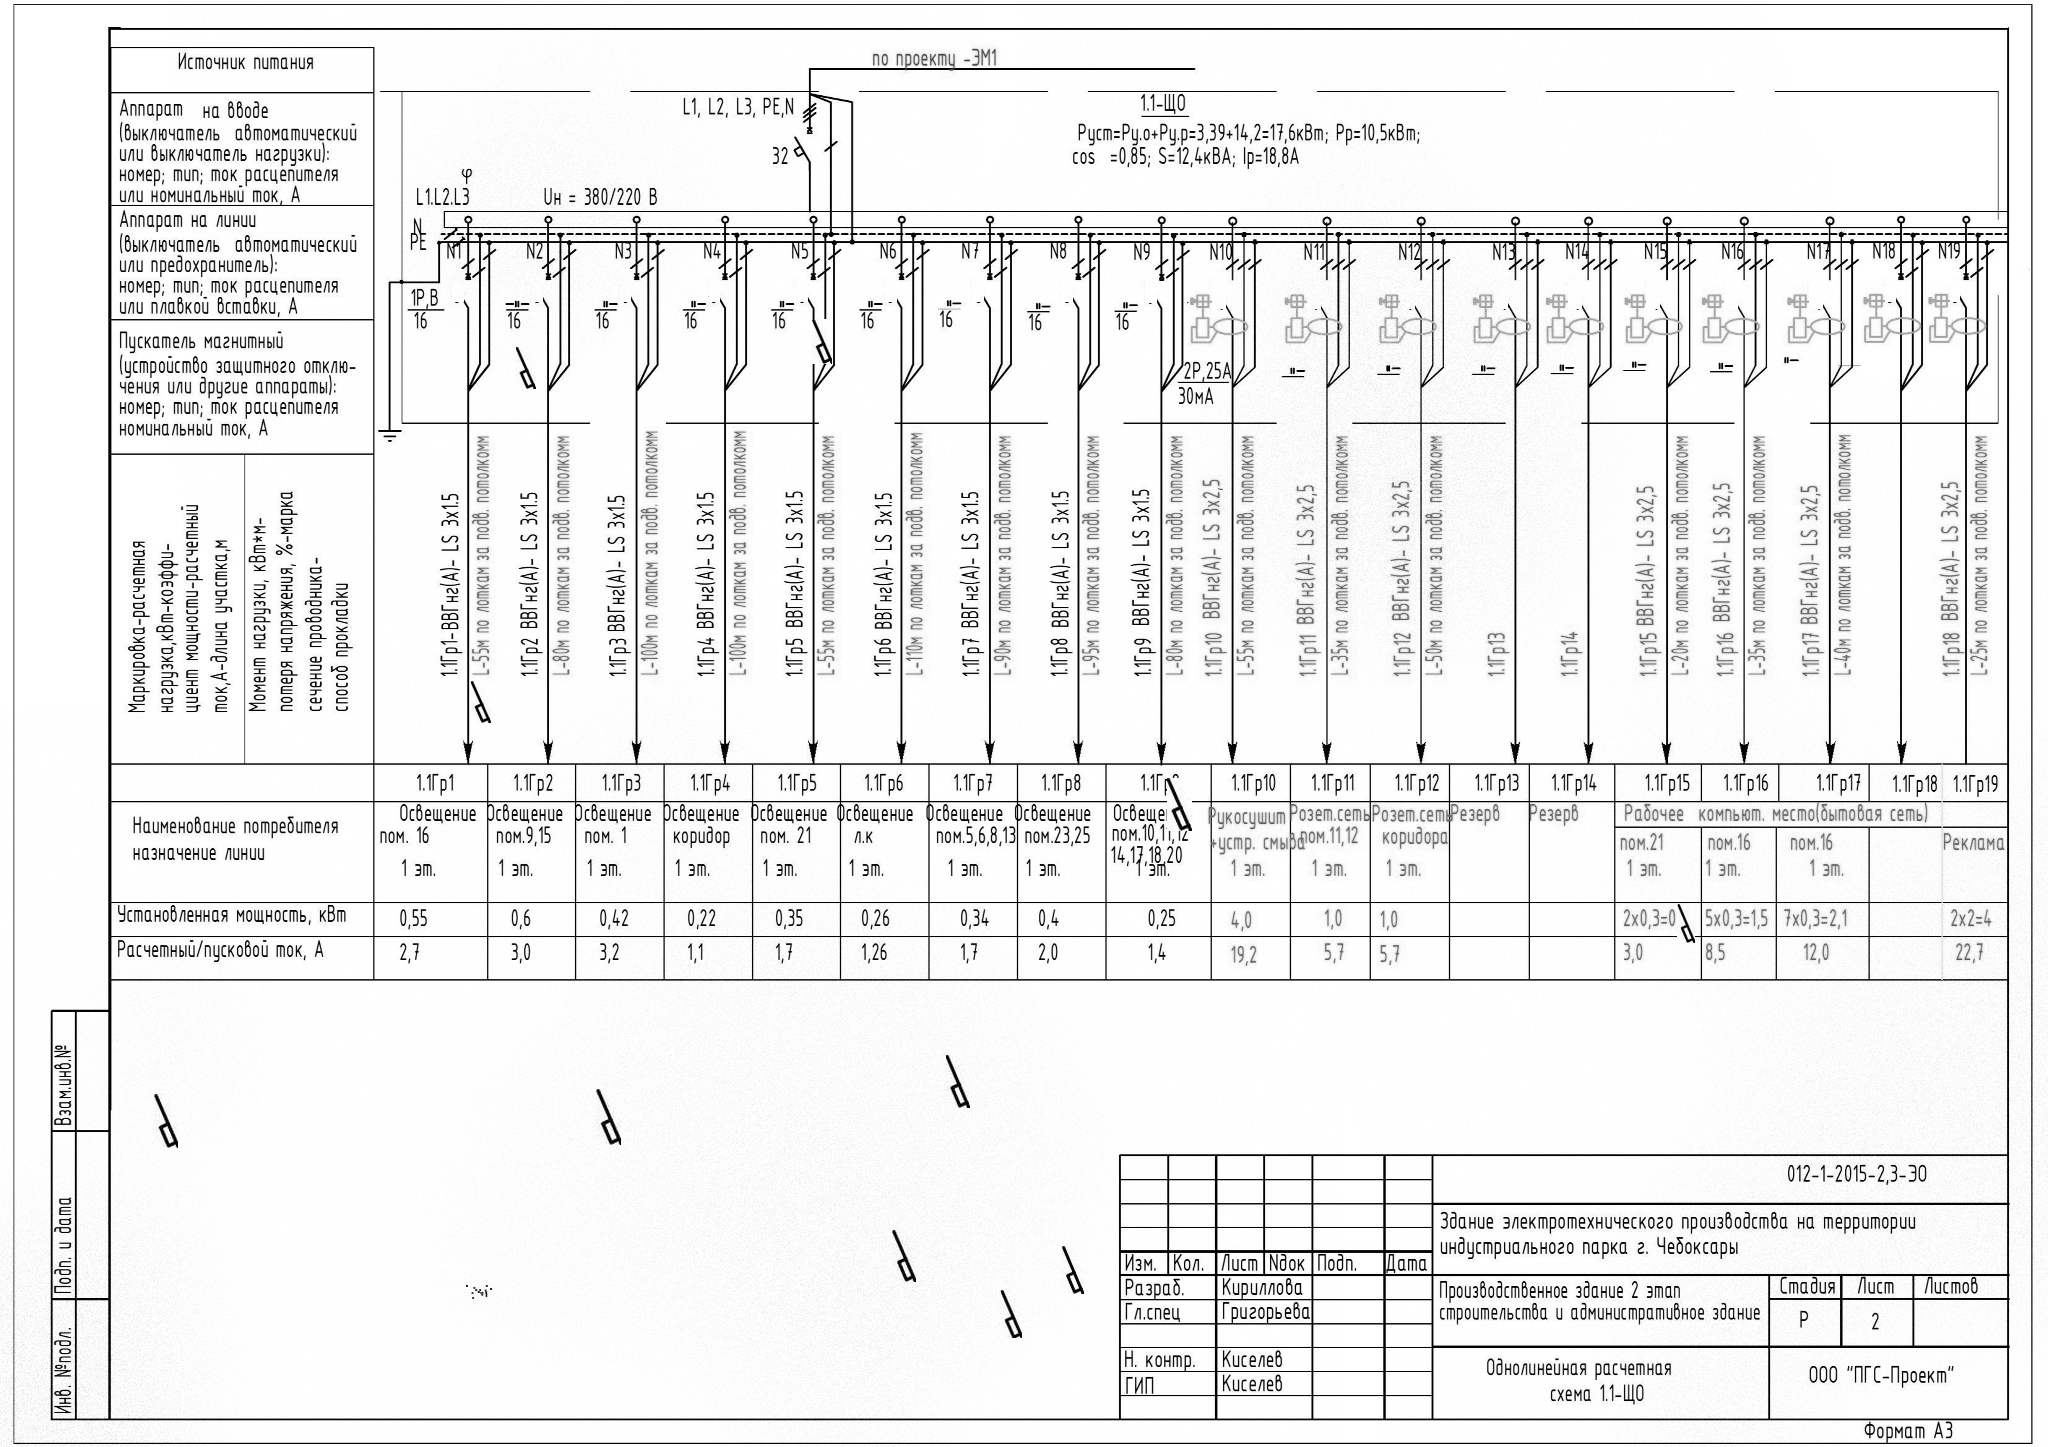 Источник питания
по проекту -ЭМ1
Аппарат на вводе
(выключатель автоматический
или выключатель нагрузки):
номер; тип; ток расцепителя
или номинальный ток, А
L1, L2, L3, PE,N
32
1.1-ЩО
Руст=Ру.о+Ру.р=3,39+14,2=17,6кВт; Рр=10,5кВт;
cos =0,85; S=12,4кВА; Iр=18,8А
φ
L1.L2.L3
Uн = 380/220 В
N
PE
Аппарат на линии
(выключатель автоматический
или предохранитель):
номер; тип; ток расцепителя
или плавкой вставки, А
N1 N2 N3 N4 N5 N6 N7 N8 N9 N10 N11 N12 N13 N14 N15 N16 N17 N18 N19
1Р,В
16 16 16 16 16 16 16 16 16
Пускатель магнитный
(устройство защитного отклю-
чения или другие аппараты):
номер; тип; ток расцепителя
номинальный ток, А
2Р,25А
30мА
Маркировка-расчетная
нагрузка,кВт-коэффи-
циент мощности-расчетный
ток,А-длина участка,м
Момент нагрузки, кВт*м-
потеря напряжения, %-марка
сечение проводника-
способ прокладки
1.1Гр1-ВВГнг(А)- LS 3х1.5
L-55м по лоткам за подв. потолкомм
1.1Гр2 ВВГнг(А)- LS 3х1.5
L-80м по лоткам за подв. потолкомм
1.1Гр3 ВВГнг(А)- LS 3х1.5
L-100м по лоткам за подв. потолкомм
1.1Гр4 ВВГнг(А)- LS 3х1.5
L-100м по лоткам за подв. потолкомм
1.1Гр5 ВВГнг(А)- LS 3х1.5
L-55м по лоткам за подв. потолкомм
1.1Гр6 ВВГнг(А)- LS 3х1.5
L-110м по лоткам за подв. потолкомм
1.1Гр7 ВВГнг(А)- LS 3х1.5
L-90м по лоткам за подв. потолкомм
1.1Гр8 ВВГнг(А)- LS 3х1.5
L-95м по лоткам за подв. потолкомм
1.1Гр9 ВВГнг(А)- LS 3х1.5
L-80м по лоткам за подв. потолкомм
1.1Гр10 ВВГнг(А)- LS 3х2,5
L-55м по лоткам за подв. потолкомм
1.1Гр11 ВВГнг(А)- LS 3х2,5
L-35м по лоткам за подв. потолкомм
1.1Гр12 ВВГнг(А)- LS 3х2,5
L-50м по лоткам за подв. потолкомм
1.1Гр13
1.1Гр14
1.1Гр15 ВВГнг(А)- LS 3х2,5
L-20м по лоткам за подв. потолкомм
1.1Гр16 ВВГнг(А)- LS 3х2,5
L-35м по лоткам за подв. потолкомм
1.1Гр17 ВВГнг(А)- LS 3х2,5
L-40м по лоткам за подв. потолкомм
1.1Гр18 ВВГнг(А)- LS 3х2,5
L-25м по лоткам за подв. потолкомм
1.1Гр1 1.1Гр2 1.1Гр3 1.1Гр4 1.1Гр5 1.1Гр6 1.1Гр7 1.1Гр8 1.1Гр10 1.1Гр11 1.1Гр12 1.1Гр13 1.1Гр14 1.1Гр15 1.1Гр16 1.1Гр17 1.1Гр18 1.1Гр19
Наименование потребителя
назначение линии
Освещение
пом. 16
1 эт.
Освещение
пом.9,15
1 эт.
Освещение
пом. 1
1 эт.
Освещение
коридор
1 эт.
Освещение
пом. 21
1 эт.
Освещение
л.к
1 эт.
Освещение
пом.5,6,8,13
1 эт.
Освещение
пом.23,25
1 эт.
пом.10,11,12
14,17,18,20
1 эт.
Рукосушит
+устр. смыва
1 эт.
Розет.сеть
пом.11,12
1 эт.
Розет.сеть
коридора
1 эт.
Резерв
Резерв
Рабочее компьют. место(бытовая сеть)
пом.21
1 эт.
пом.16
1 эт.
пом.16
1 эт.
Реклама
Установленная мощность, кВт
0,55 0,6 0,42 0,22 0,35 0,26 0,34 0,4 0,25 4,0 1,0 1,0 2х0,3=0 5х0,3=1,5 7х0,3=2,1 2х2=4
Расчетный/пусковой ток, А
2,7 3,0 3,2 1,1 1,7 1,26 1,7 2,0 1,4 19,2 5,7 5,7 3,0 8,5 12,0 22,7
Взам.инв.№
Подп. и дата
Инв. №подл.
012-1-2015-2,3-ЭО
Здание электротехнического производства на территории
индустриального парка г. Чебоксары
Изм. Кол. Лист Nдок Подп. Дата
Разраб. Кириллова
Гл.спец Григорьева
Н. контр. Киселев
ГИП Киселев
Производственное здание 2 этап
строительства и административное здание
Стадия Лист Листов
Р 2
Однолинейная расчетная
схема 1.1-ЩО
ООО "ПГС-Проект"
Формат А3